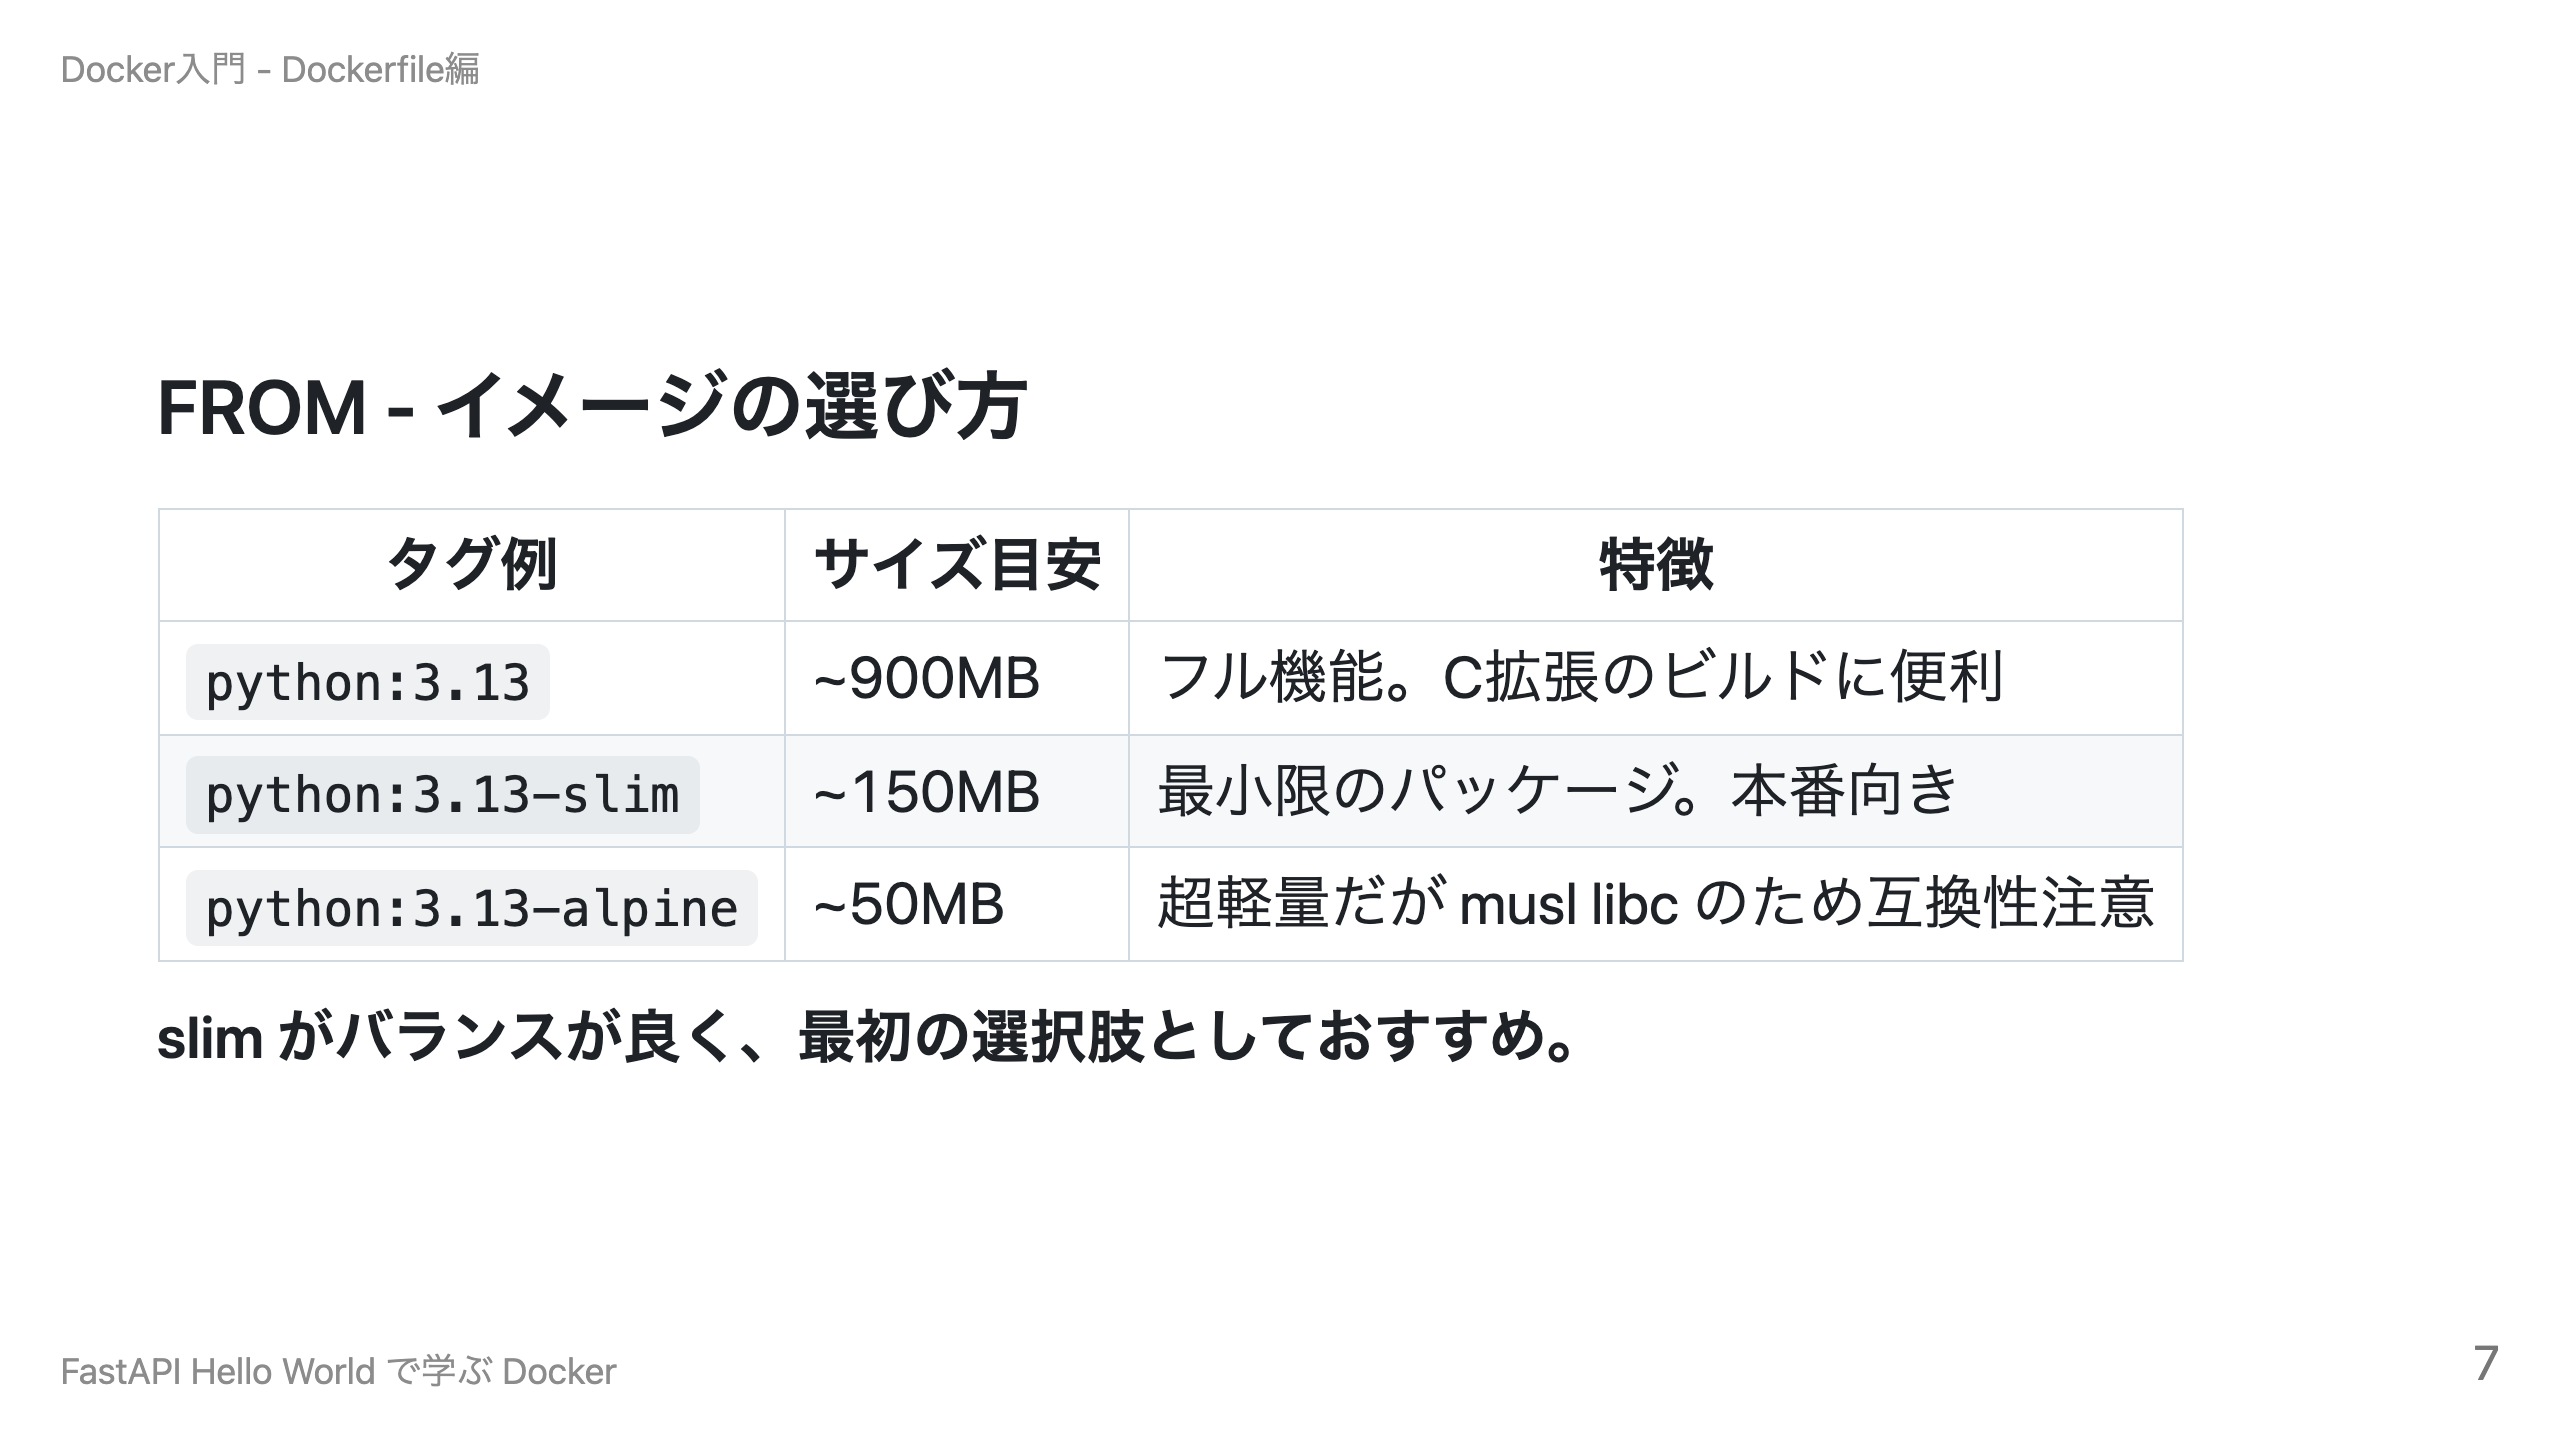 Docker入門 - Dockerfile編
FROM - イメージの選び方
タグ例 サイズ目安 特徴
python:3.13 ~900MB フル機能。C拡張のビルドに便利
python:3.13-slim ~150MB 最小限のパッケージ。本番向き
python:3.13-alpine ~50MB 超軽量だが musl libc のため互換性注意
slim がバランスが良く、最初の選択肢としておすすめ。
FastAPI Hello World で学ぶ Docker
7